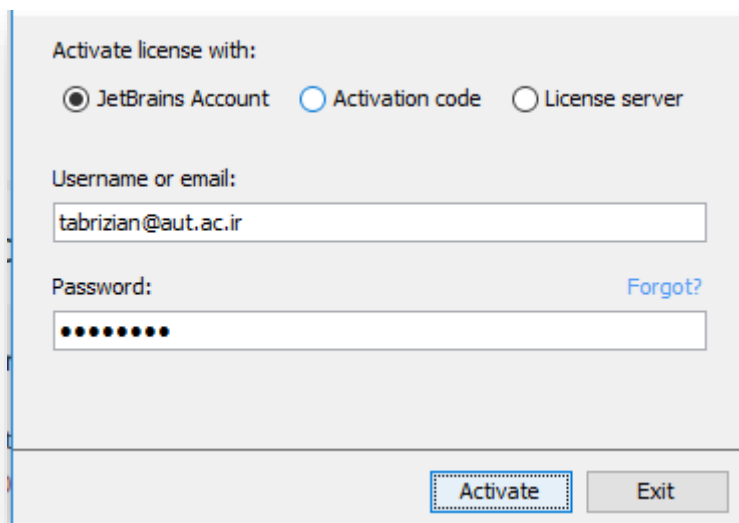 Activate license with:
JetBrains Account Activation code License server
Username or email:
tabrizian@aut.ac.ir
Password: Forgot?
••••••••
Activate Exit